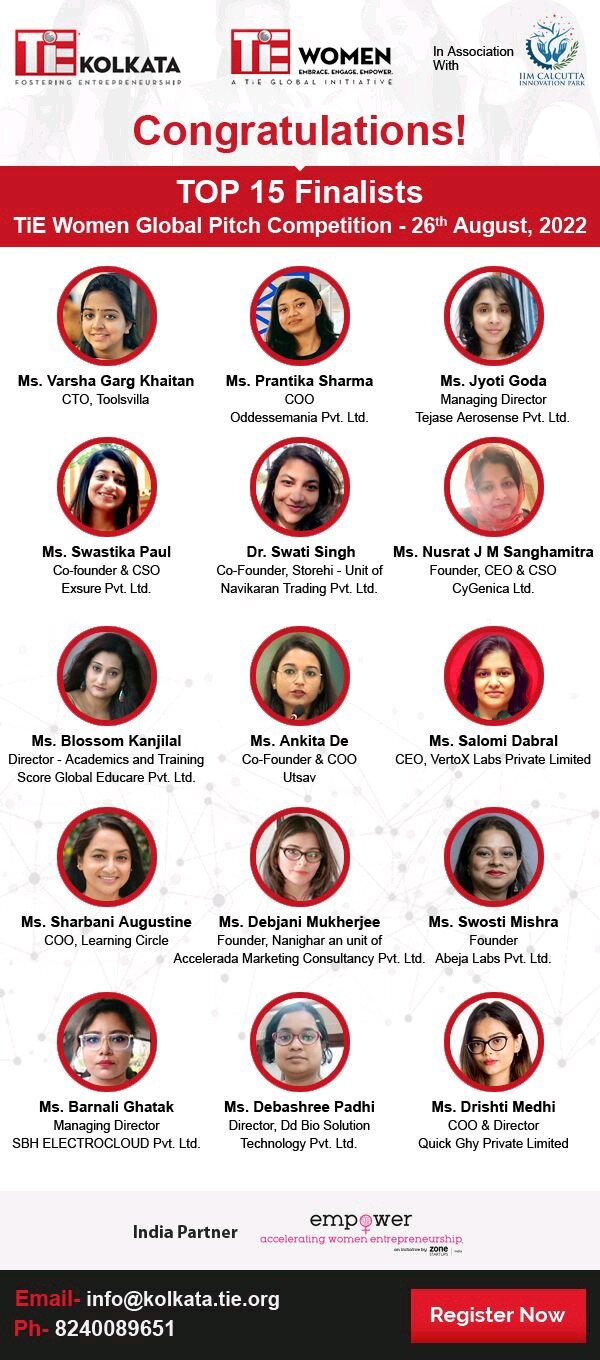 TiE KOLKATA
FOSTERING ENTREPRENEURSHIP
TiE WOMEN
EMBRACE. ENGAGE. EMPOWER.
A TiE GLOBAL INITIATIVE
In Association
With
IIM CALCUTTA
INNOVATION PARK
Congratulations!
TOP 15 Finalists
TiE Women Global Pitch Competition - 26th August, 2022
Ms. Varsha Garg Khaitan
CTO, Toolsvilla
Ms. Prantika Sharma
COO
Oddessemania Pvt. Ltd.
Ms. Jyoti Goda
Managing Director
Tejase Aerosense Pvt. Ltd.
Ms. Swastika Paul
Co-founder & CSO
Exsure Pvt. Ltd.
Dr. Swati Singh
Co-Founder, Storehi - Unit of
Navikaran Trading Pvt. Ltd.
Ms. Nusrat J M Sanghamitra
Founder, CEO & CSO
CyGenica Ltd.
Ms. Blossom Kanjilal
Director - Academics and Training
Score Global Educare Pvt. Ltd.
Ms. Ankita De
Co-Founder & COO
Utsav
Ms. Salomi Dabral
CEO, VertoX Labs Private Limited
Ms. Sharbani Augustine
COO, Learning Circle
Ms. Debjani Mukherjee
Founder, Nanighar an unit of
Accelerada Marketing Consultancy Pvt. Ltd.
Ms. Swosti Mishra
Founder
Abeja Labs Pvt. Ltd.
Ms. Barnali Ghatak
Managing Director
SBH ELECTROCLOUD Pvt. Ltd.
Ms. Debashree Padhi
Director, Dd Bio Solution
Technology Pvt. Ltd.
Ms. Drishti Medhi
COO & Director
Quick Ghy Private Limited
India Partner
empower
accelerating women entrepreneurship
an initiative by zone STARTUPS india
Email- info@kolkata.tie.org
Ph- 8240089651
Register Now